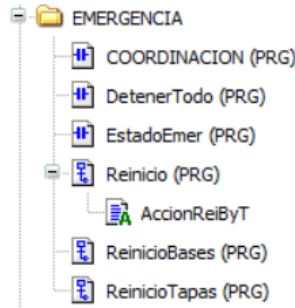 EMERGENCIA
COORDINACION (PRG)
DetenerTodo (PRG)
EstadoEmer (PRG)
Reinicio (PRG)
AccionReiByT
ReinicioBases (PRG)
ReinicioTapas (PRG)